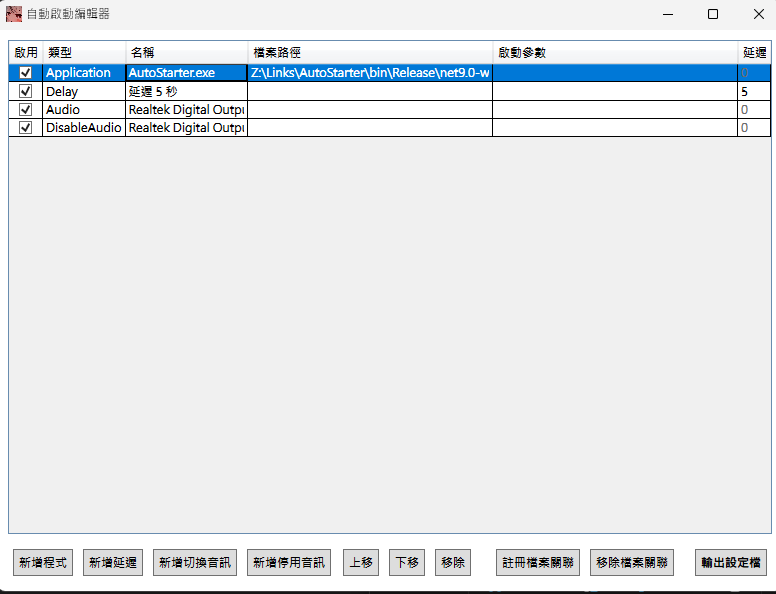 自動啟動編輯器
啟用 類型 名稱 檔案路徑 啟動參數 延遲
Application AutoStarter.exe Z:\Links\AutoStarter\bin\Release\net9.0-w 0
Delay 延遲 5 秒 5
Audio Realtek Digital Outpu 0
DisableAudio Realtek Digital Outpu 0
新增程式 新增延遲 新增切換音訊 新增停用音訊 上移 下移 移除 註冊檔案關聯 移除檔案關聯 輸出設定檔